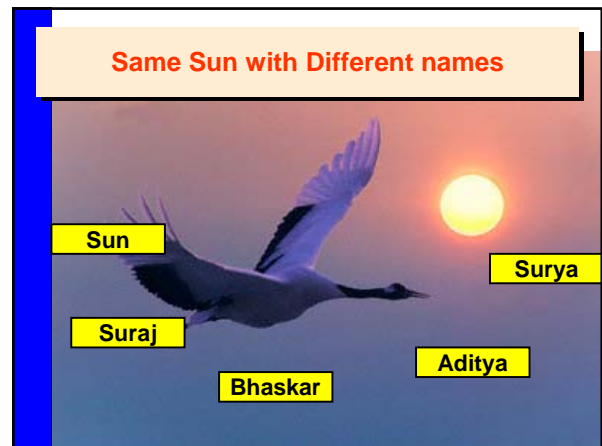 Same Sun with Different names
Sun
Surya
Suraj
Aditya
Bhaskar